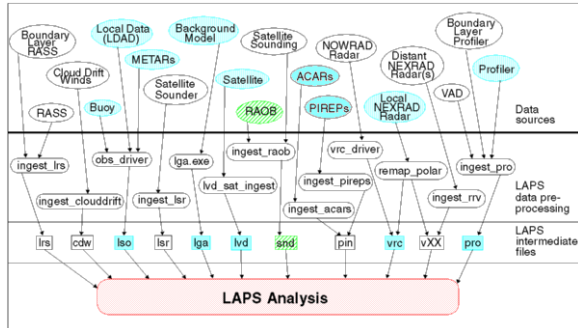 Boundary
Layer
RASS
Local Data
(LDAD)
Background
Model
Satellite
Sounding
NOWRAD
Radar
Distant
NEXRAD
Radar(s)
Boundary
Layer
Profiler
Cloud Drift
Winds
METARs
Satellite
Sounder
Satellite
ACARs
VAD
Profiler
RASS
Buoy
RAOB
PIREPs
Local
NEXRAD
Radar
Data
sources
ingest_lrs
obs_driver
lga.exe
ingest_raob
vrc_driver
remap_polar
ingest_pro
ingest_clouddrift
ingest_lsr
lvd_sat_ingest
ingest_pireps
ingest_acars
ingest_rrv
LAPS
data pre-
processing
lrs
cdw
lso
lsr
lga
lvd
snd
pin
vrc
vXX
pro
LAPS
intermediate
files
LAPS Analysis